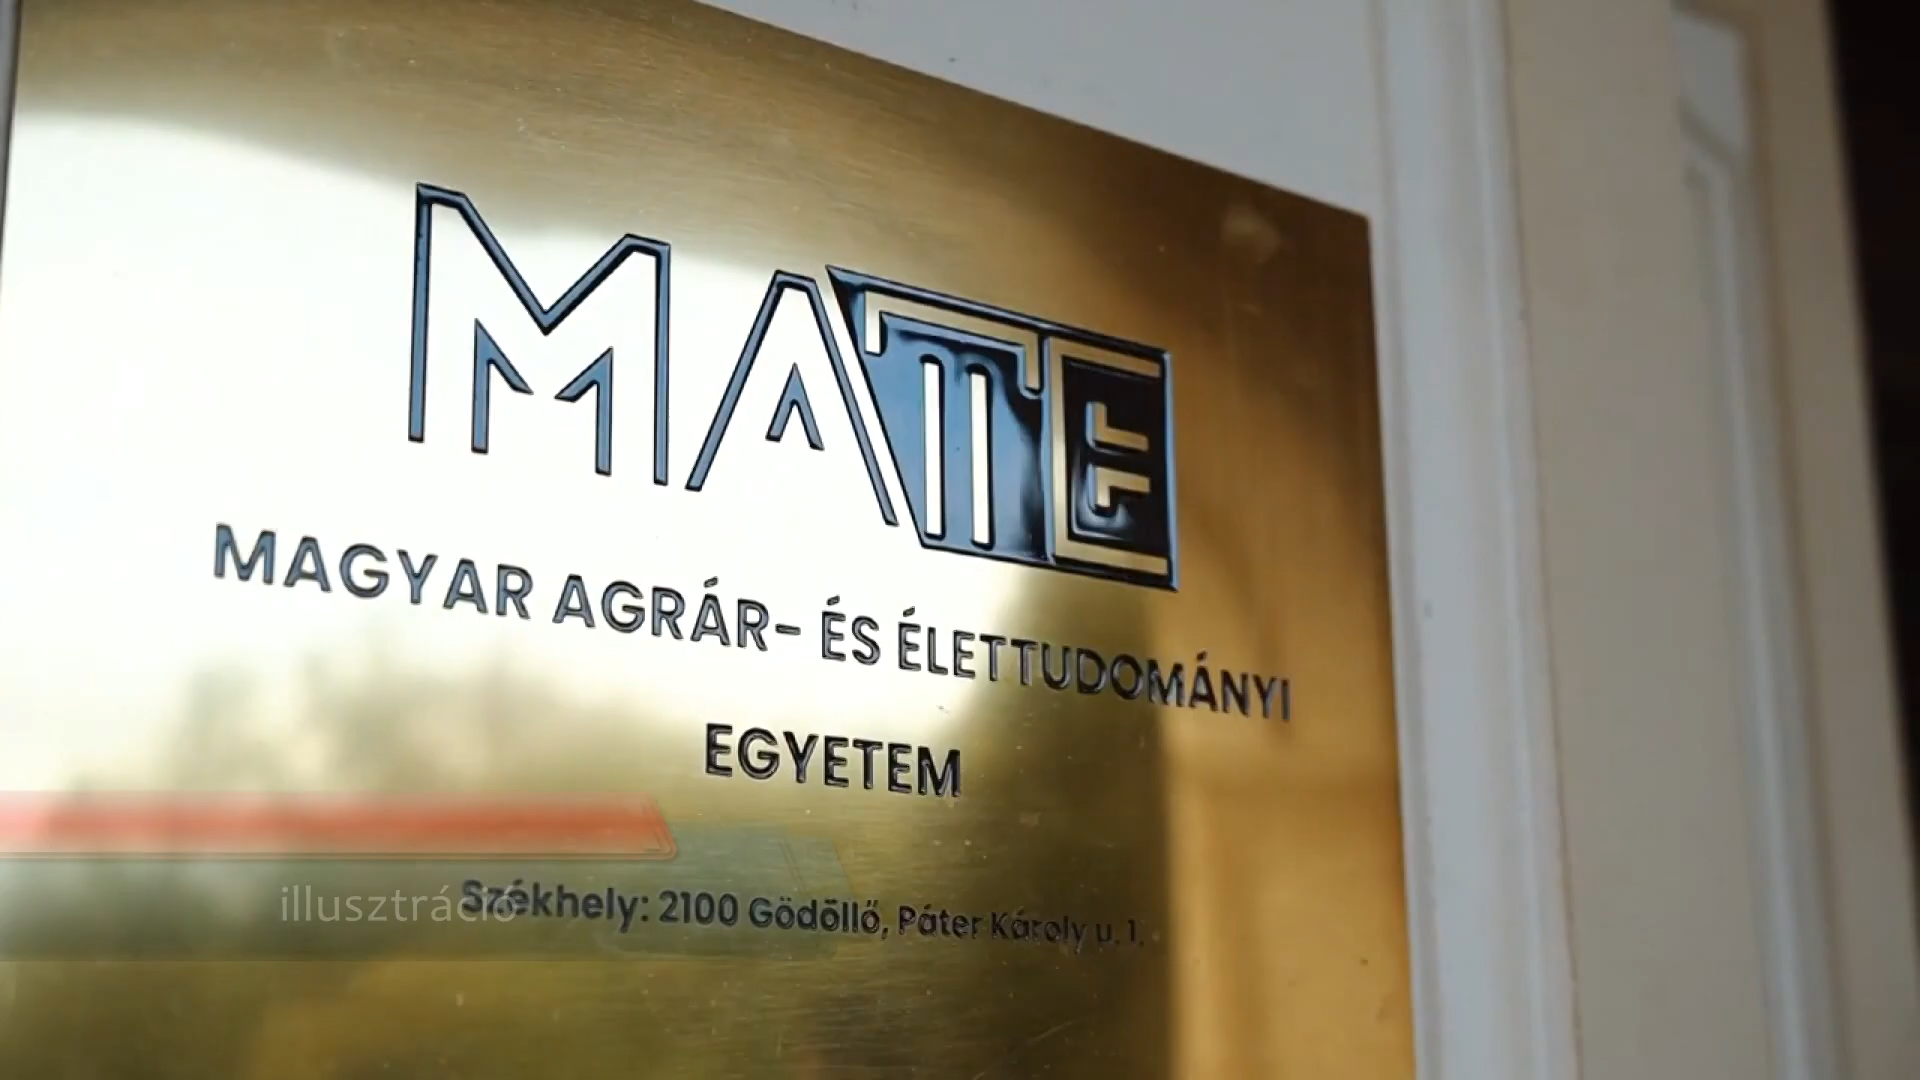 MATE
MAGYAR AGRÁR- ÉS ÉLETTUDOMÁNYI
EGYETEM
Székhely: 2100 Gödöllő, Páter Károly u. 1.
illusztráció